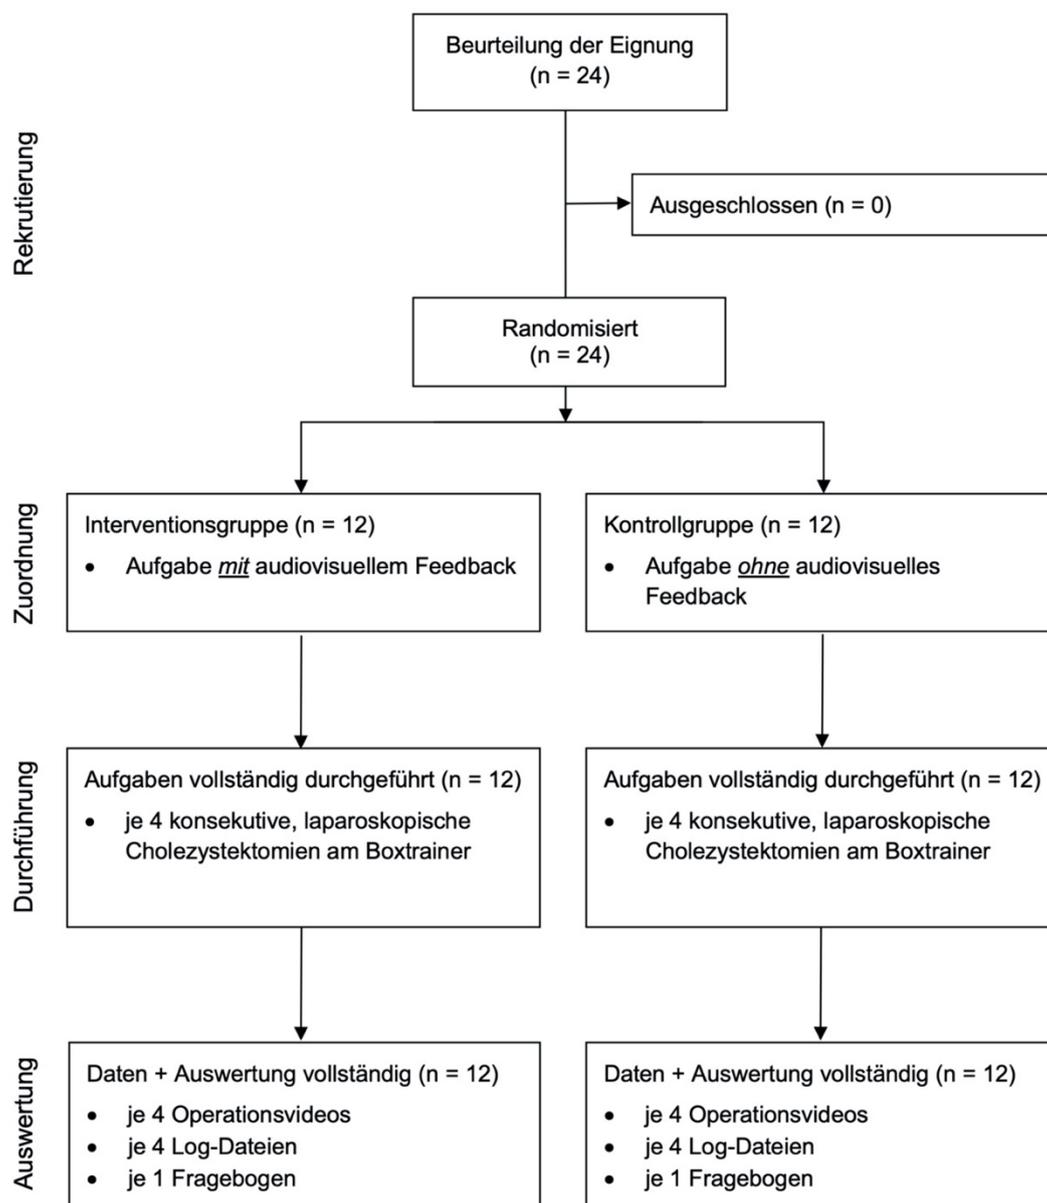 Beurteilung der Eignung
(n = 24)
Rekrutierung
Ausgeschlossen (n = 0)
Randomisiert
(n = 24)
Zuordnung
Interventionsgruppe (n = 12)
• Aufgabe mit audiovisuellem Feedback
Kontrollgruppe (n = 12)
• Aufgabe ohne audiovisuelles
Feedback
Durchführung
Aufgaben vollständig durchgeführt (n = 12)
• je 4 konsekutive, laparoskopische
Cholezystektomien am Boxtrainer
Aufgaben vollständig durchgeführt (n = 12)
• je 4 konsekutive, laparoskopische
Cholezystektomien am Boxtrainer
Auswertung
Daten + Auswertung vollständig (n = 12)
• je 4 Operationsvideos
• je 4 Log-Dateien
• je 1 Fragebogen
Daten + Auswertung vollständig (n = 12)
• je 4 Operationsvideos
• je 4 Log-Dateien
• je 1 Fragebogen